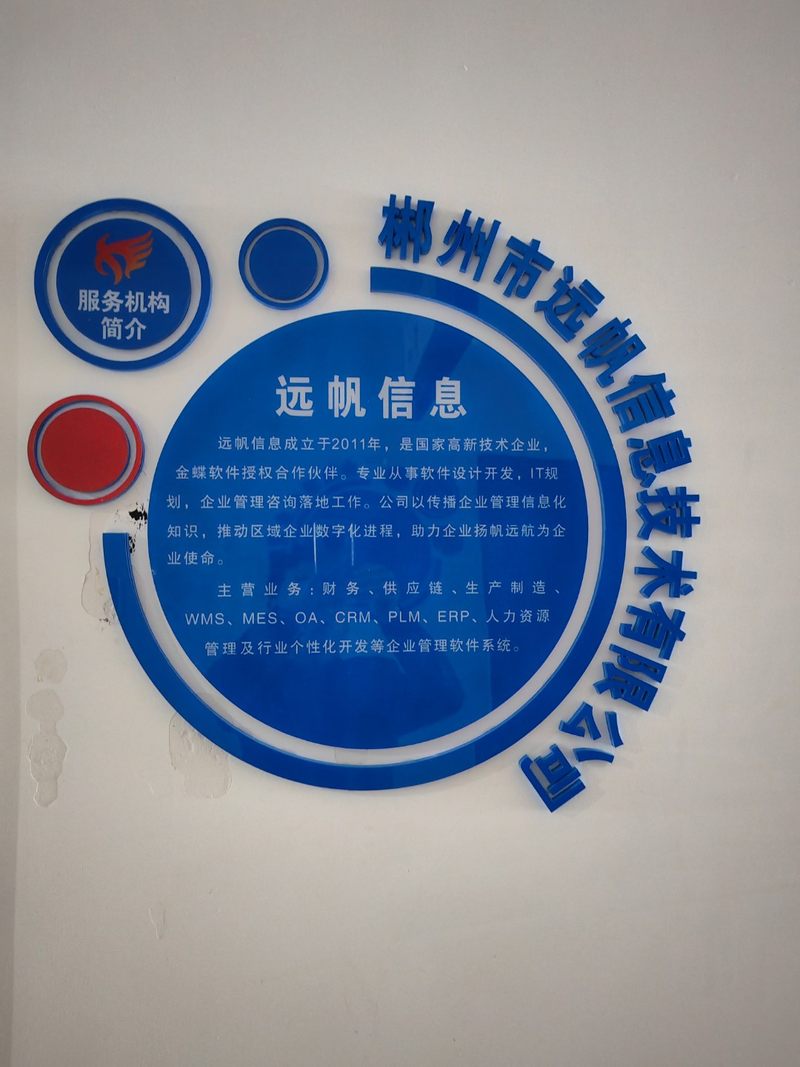 服务机构
简介
郴州市远帆信息技术有限公司
远帆信息
远帆信息成立于2011年，是国家高新技术企业，
金蝶软件授权合作伙伴。专业从事软件设计开发，IT规
划，企业管理咨询落地工作。公司以传播企业管理信息化
知识，推动区域企业数字化进程，助力企业扬帆远航为企
业使命。
主营业务：财务、供应链、生产制造、
WMS、MES、OA、CRM、PLM、ERP、人力资源
管理及行业个性化开发等企业管理软件系统。